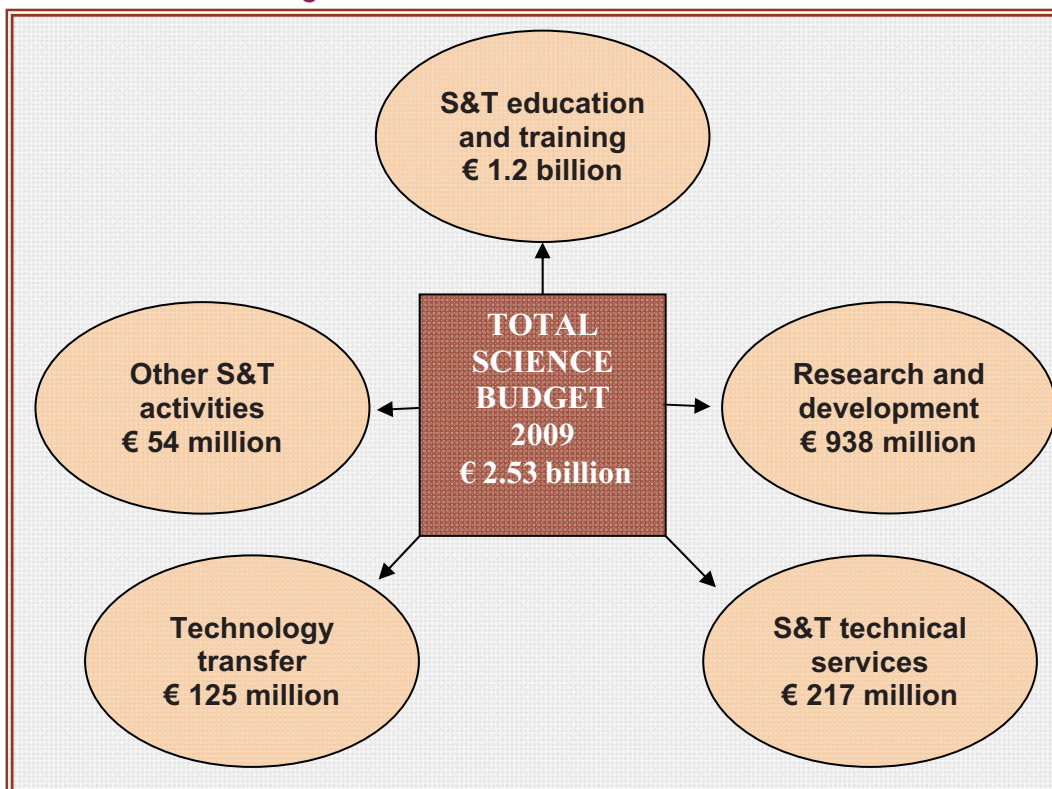 S&T education
and training
€ 1.2 billion
TOTAL
SCIENCE
BUDGET
2009
€ 2.53 billion
Other S&T
activities
€ 54 million
Research and
development
€ 938 million
Technology
transfer
€ 125 million
S&T technical
services
€ 217 million